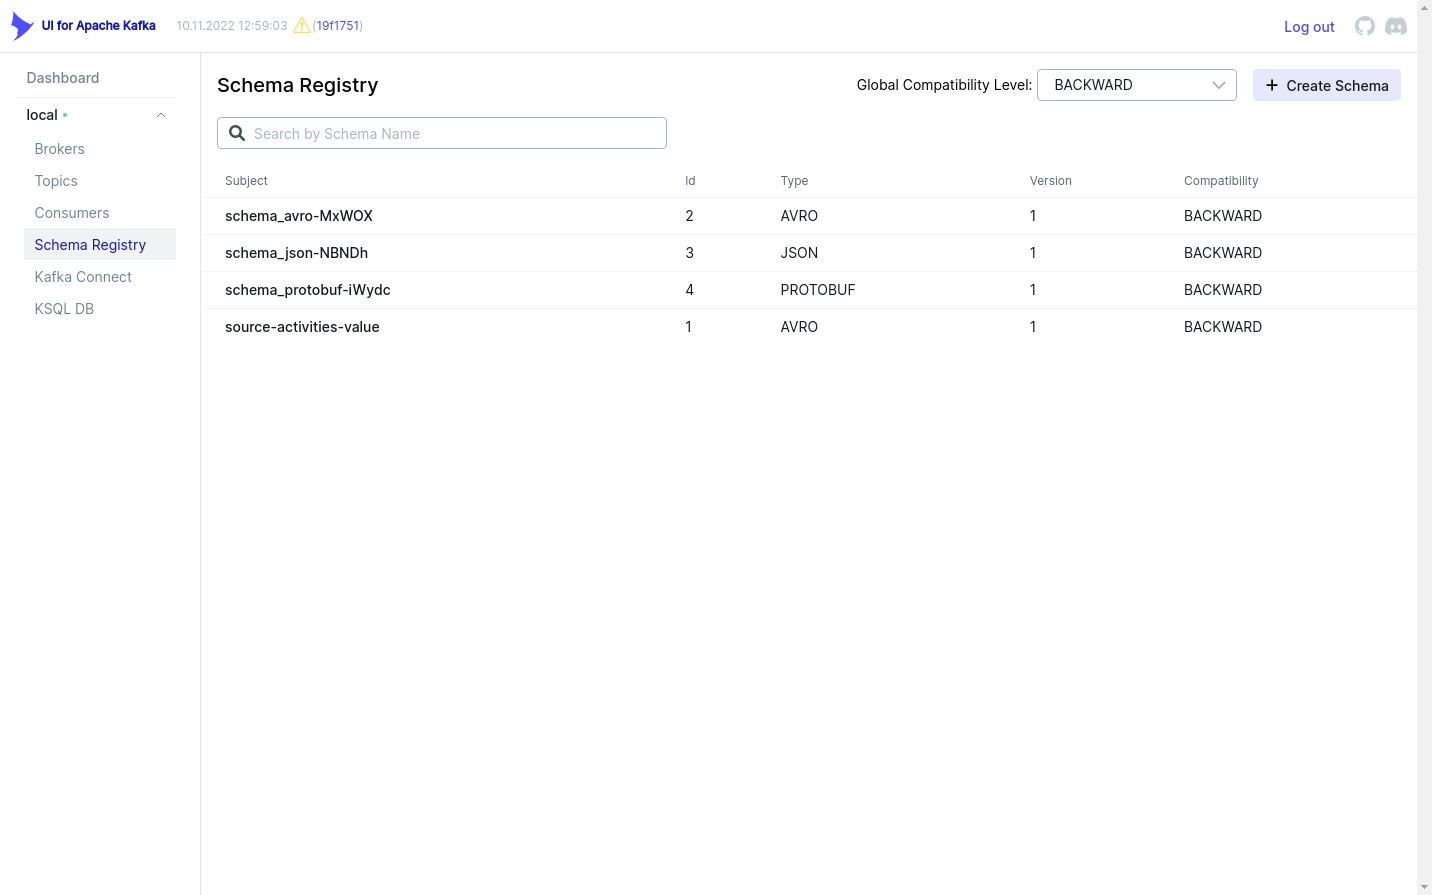 UI for Apache Kafka 10.11.2022 12:59:03 (19f1751) Log out
Dashboard
local
Brokers
Topics
Consumers
Schema Registry
Kafka Connect
KSQL DB
Schema Registry Global Compatibility Level: BACKWARD Create Schema
Search by Schema Name
Subject Id Type Version Compatibility
schema_avro-MxWOX 2 AVRO 1 BACKWARD
schema_json-NBNDh 3 JSON 1 BACKWARD
schema_protobuf-iWydc 4 PROTOBUF 1 BACKWARD
source-activities-value 1 AVRO 1 BACKWARD